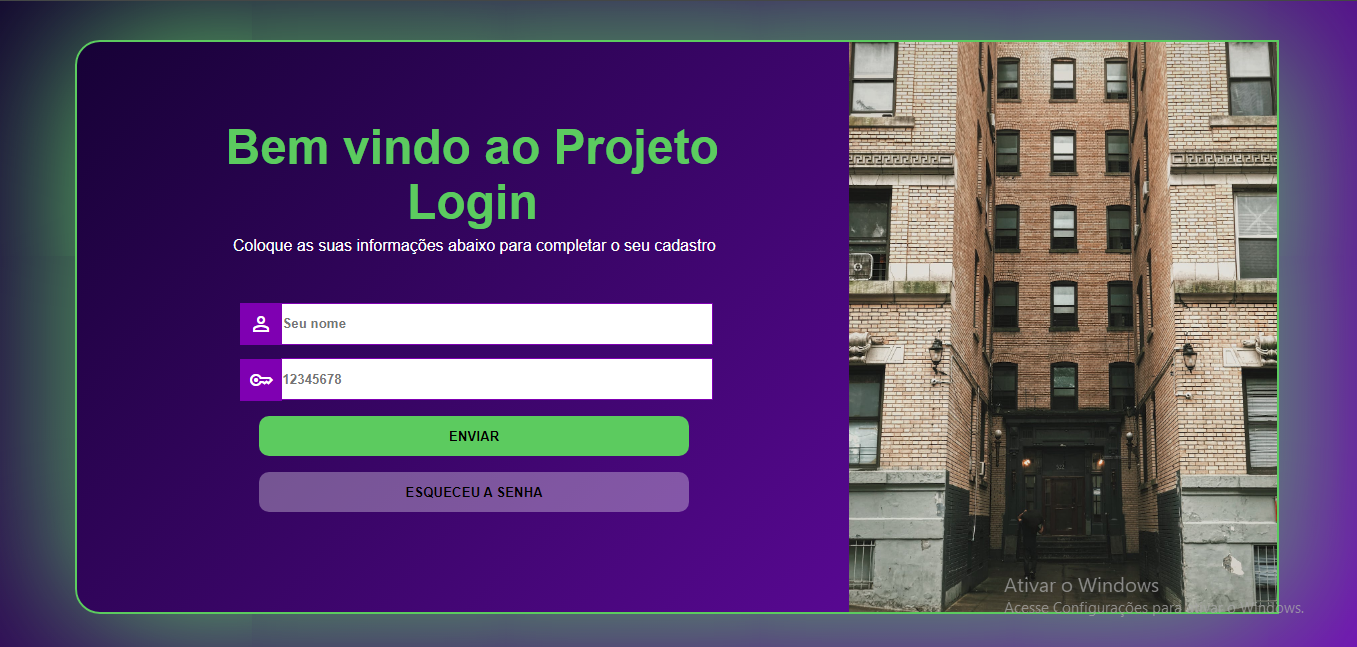 Bem vindo ao Projeto
Login
Coloque as suas informações abaixo para completar o seu cadastro
Seu nome
12345678
ENVIAR
ESQUECEU A SENHA
Ativar o Windows
Acesse Configurações para ativar o Windows.